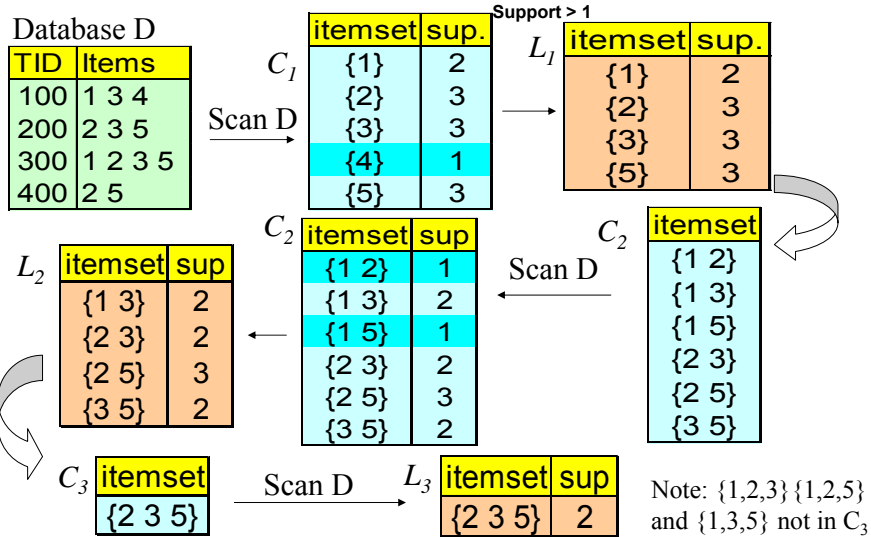 Support > 1
Database D
TID Items
100 1 3 4
200 2 3 5
300 1 2 3 5
400 2 5
Scan D
C1
itemset sup.
{1} 2
{2} 3
{3} 3
{4} 1
{5} 3
L1
itemset sup.
{1} 2
{2} 3
{3} 3
{5} 3
C2
itemset
{1 2}
{1 3}
{1 5}
{2 3}
{2 5}
{3 5}
Scan D
C2
itemset sup
{1 2} 1
{1 3} 2
{1 5} 1
{2 3} 2
{2 5} 3
{3 5} 2
L2
itemset sup
{1 3} 2
{2 3} 2
{2 5} 3
{3 5} 2
C3
itemset
{2 3 5}
Scan D
L3
itemset sup
{2 3 5} 2
Note: {1,2,3}{1,2,5}
and {1,3,5} not in C3